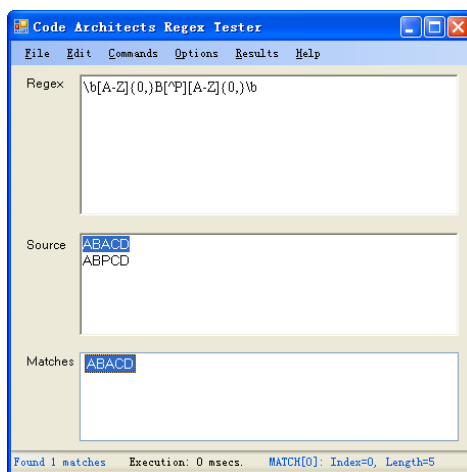 Code Architects Regex Tester
File Edit Commands Options Results Help
Regex
\b[A-Z]{0,}B[^P][A-Z]{0,}\b
Source
ABACD
ABPCD
Matches
ABACD
Found 1 matches Execution: 0 msecs. MATCH[0]: Index=0, Length=5